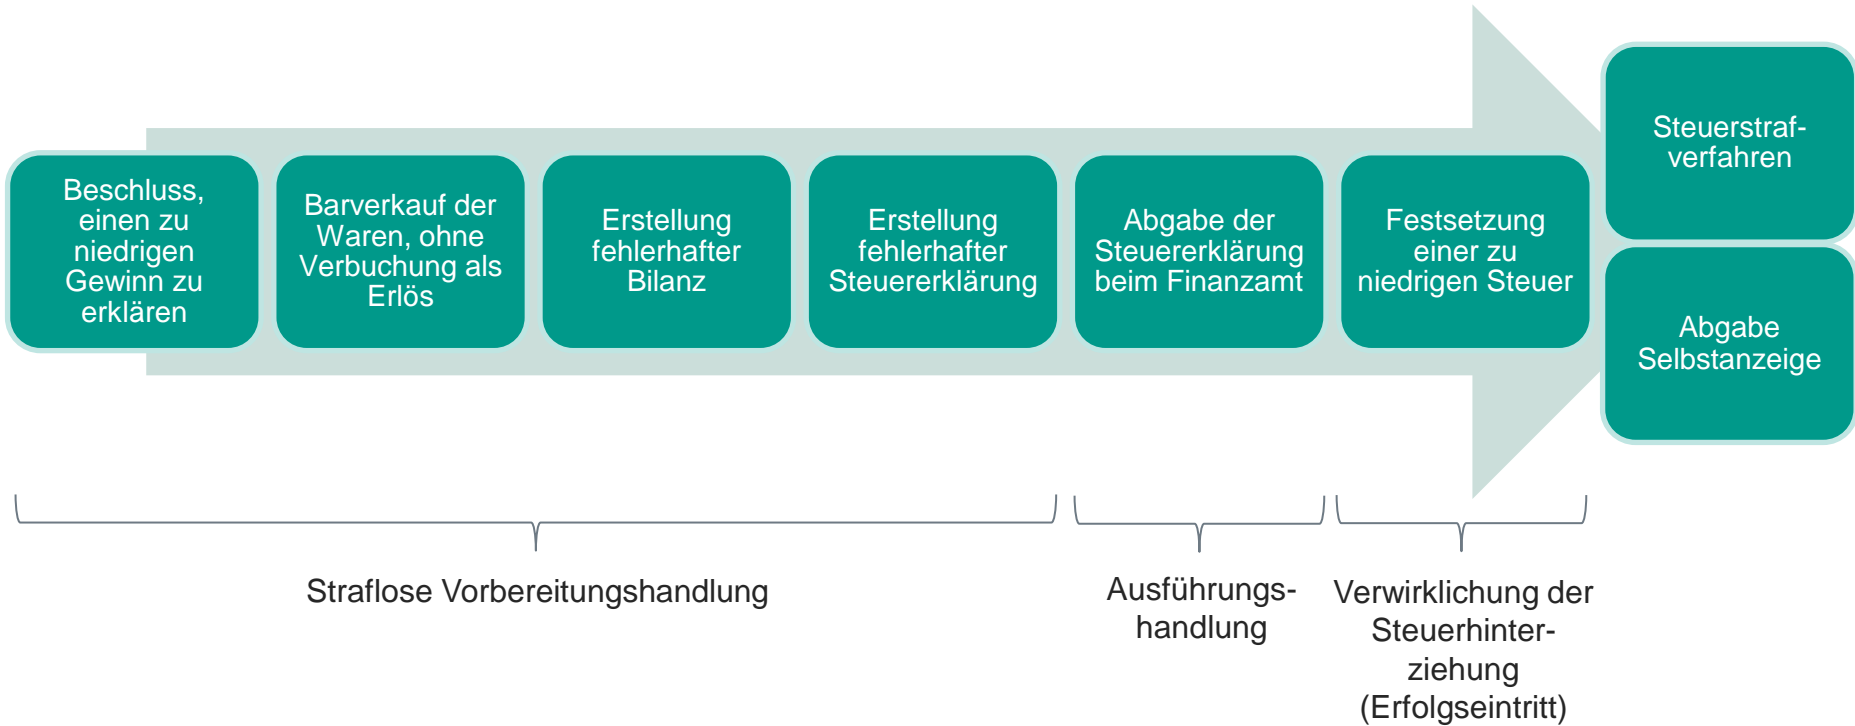 Beschluss,
einen zu
niedrigen
Gewinn zu
erklären
Barverkauf der
Waren, ohne
Verbuchung als
Erlös
Erstellung
fehlerhafter
Bilanz
Erstellung
fehlerhafter
Steuererklärung
Abgabe der
Steuererklärung
beim Finanzamt
Festsetzung
einer zu
niedrigen Steuer
Steuerstraf-
verfahren
Abgabe
Selbstanzeige
Straflose Vorbereitungshandlung
Ausführungs-
handlung
Verwirklichung der
Steuerhinter-
ziehung
(Erfolgseintritt)